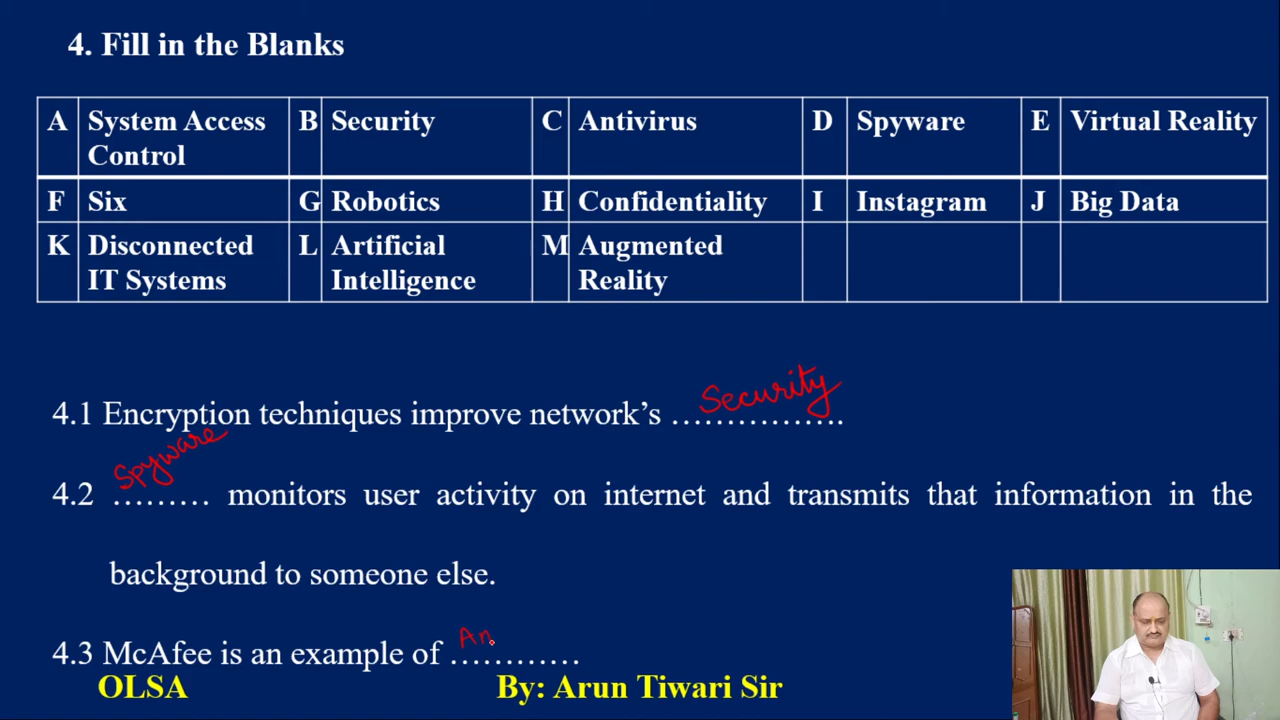 4. Fill in the Blanks
A System Access Control B Security C Antivirus D Spyware E Virtual Reality
F Six G Robotics H Confidentiality I Instagram J Big Data
K Disconnected IT Systems L Artificial Intelligence M Augmented Reality
4.1 Encryption techniques improve network's ................. Security
Spyware
4.2 ......... monitors user activity on internet and transmits that information in the
background to someone else.
An
4.3 McAfee is an example of ............
OLSA By: Arun Tiwari Sir